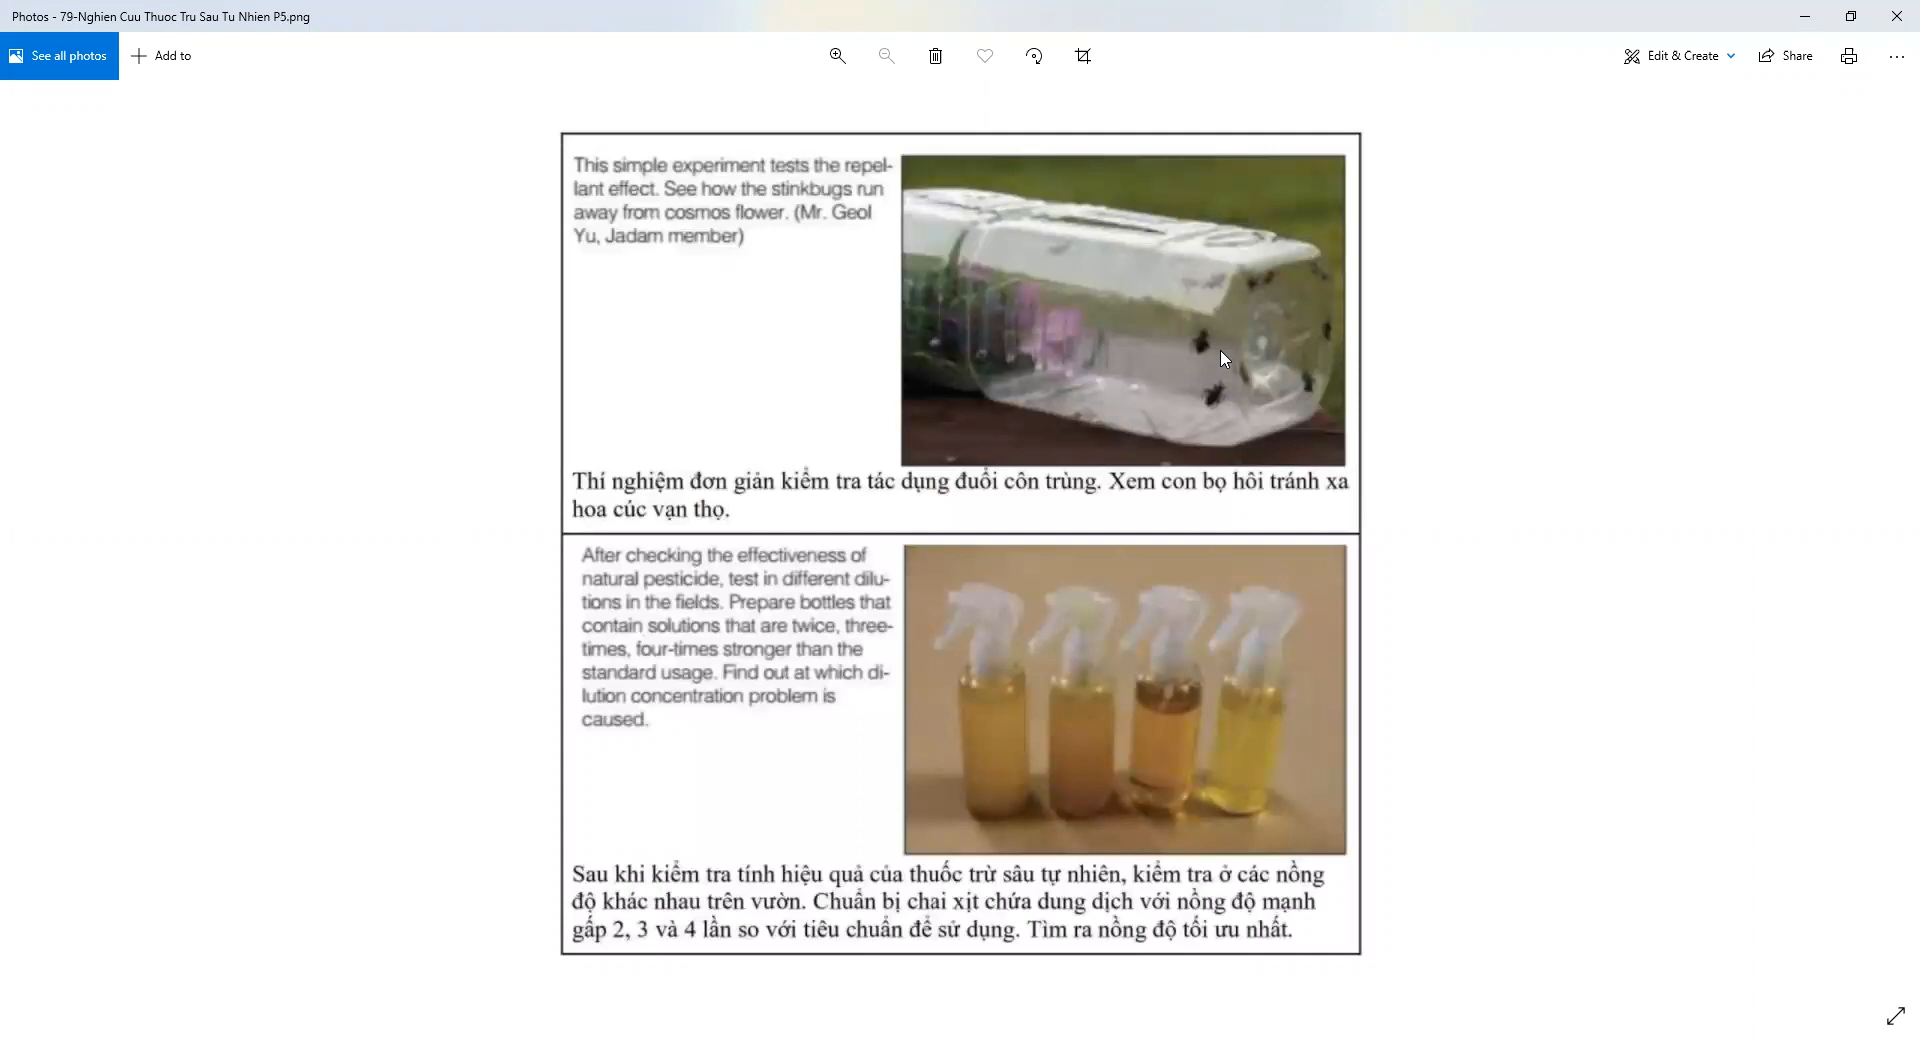 Photos - 79-Nghien Cuu Thuoc Tru Sau Tu Nhien P5.png
See all photos
Add to
Edit & Create
Share
This simple experiment tests the repel-
lant effect. See how the stinkbugs run
away from cosmos flower. (Mr. Geol
Yu, Jadam member)
Thí nghiệm đơn giản kiểm tra tác dụng đuổi côn trùng. Xem con bọ hôi tránh xa
hoa cúc vạn thọ.
After checking the effectiveness of
natural pesticide, test in different dilu-
tions in the fields. Prepare bottles that
contain solutions that are twice, three-
times, four-times stronger than the
standard usage. Find out at which di-
lution concentration problem is
caused.
Sau khi kiểm tra tính hiệu quả của thuốc trừ sâu tự nhiên, kiểm tra ở các nồng
độ khác nhau trên vườn. Chuẩn bị chai xịt chứa dung dịch với nồng độ mạnh
gấp 2, 3 và 4 lần so với tiêu chuẩn để sử dụng. Tìm ra nồng độ tối ưu nhất.